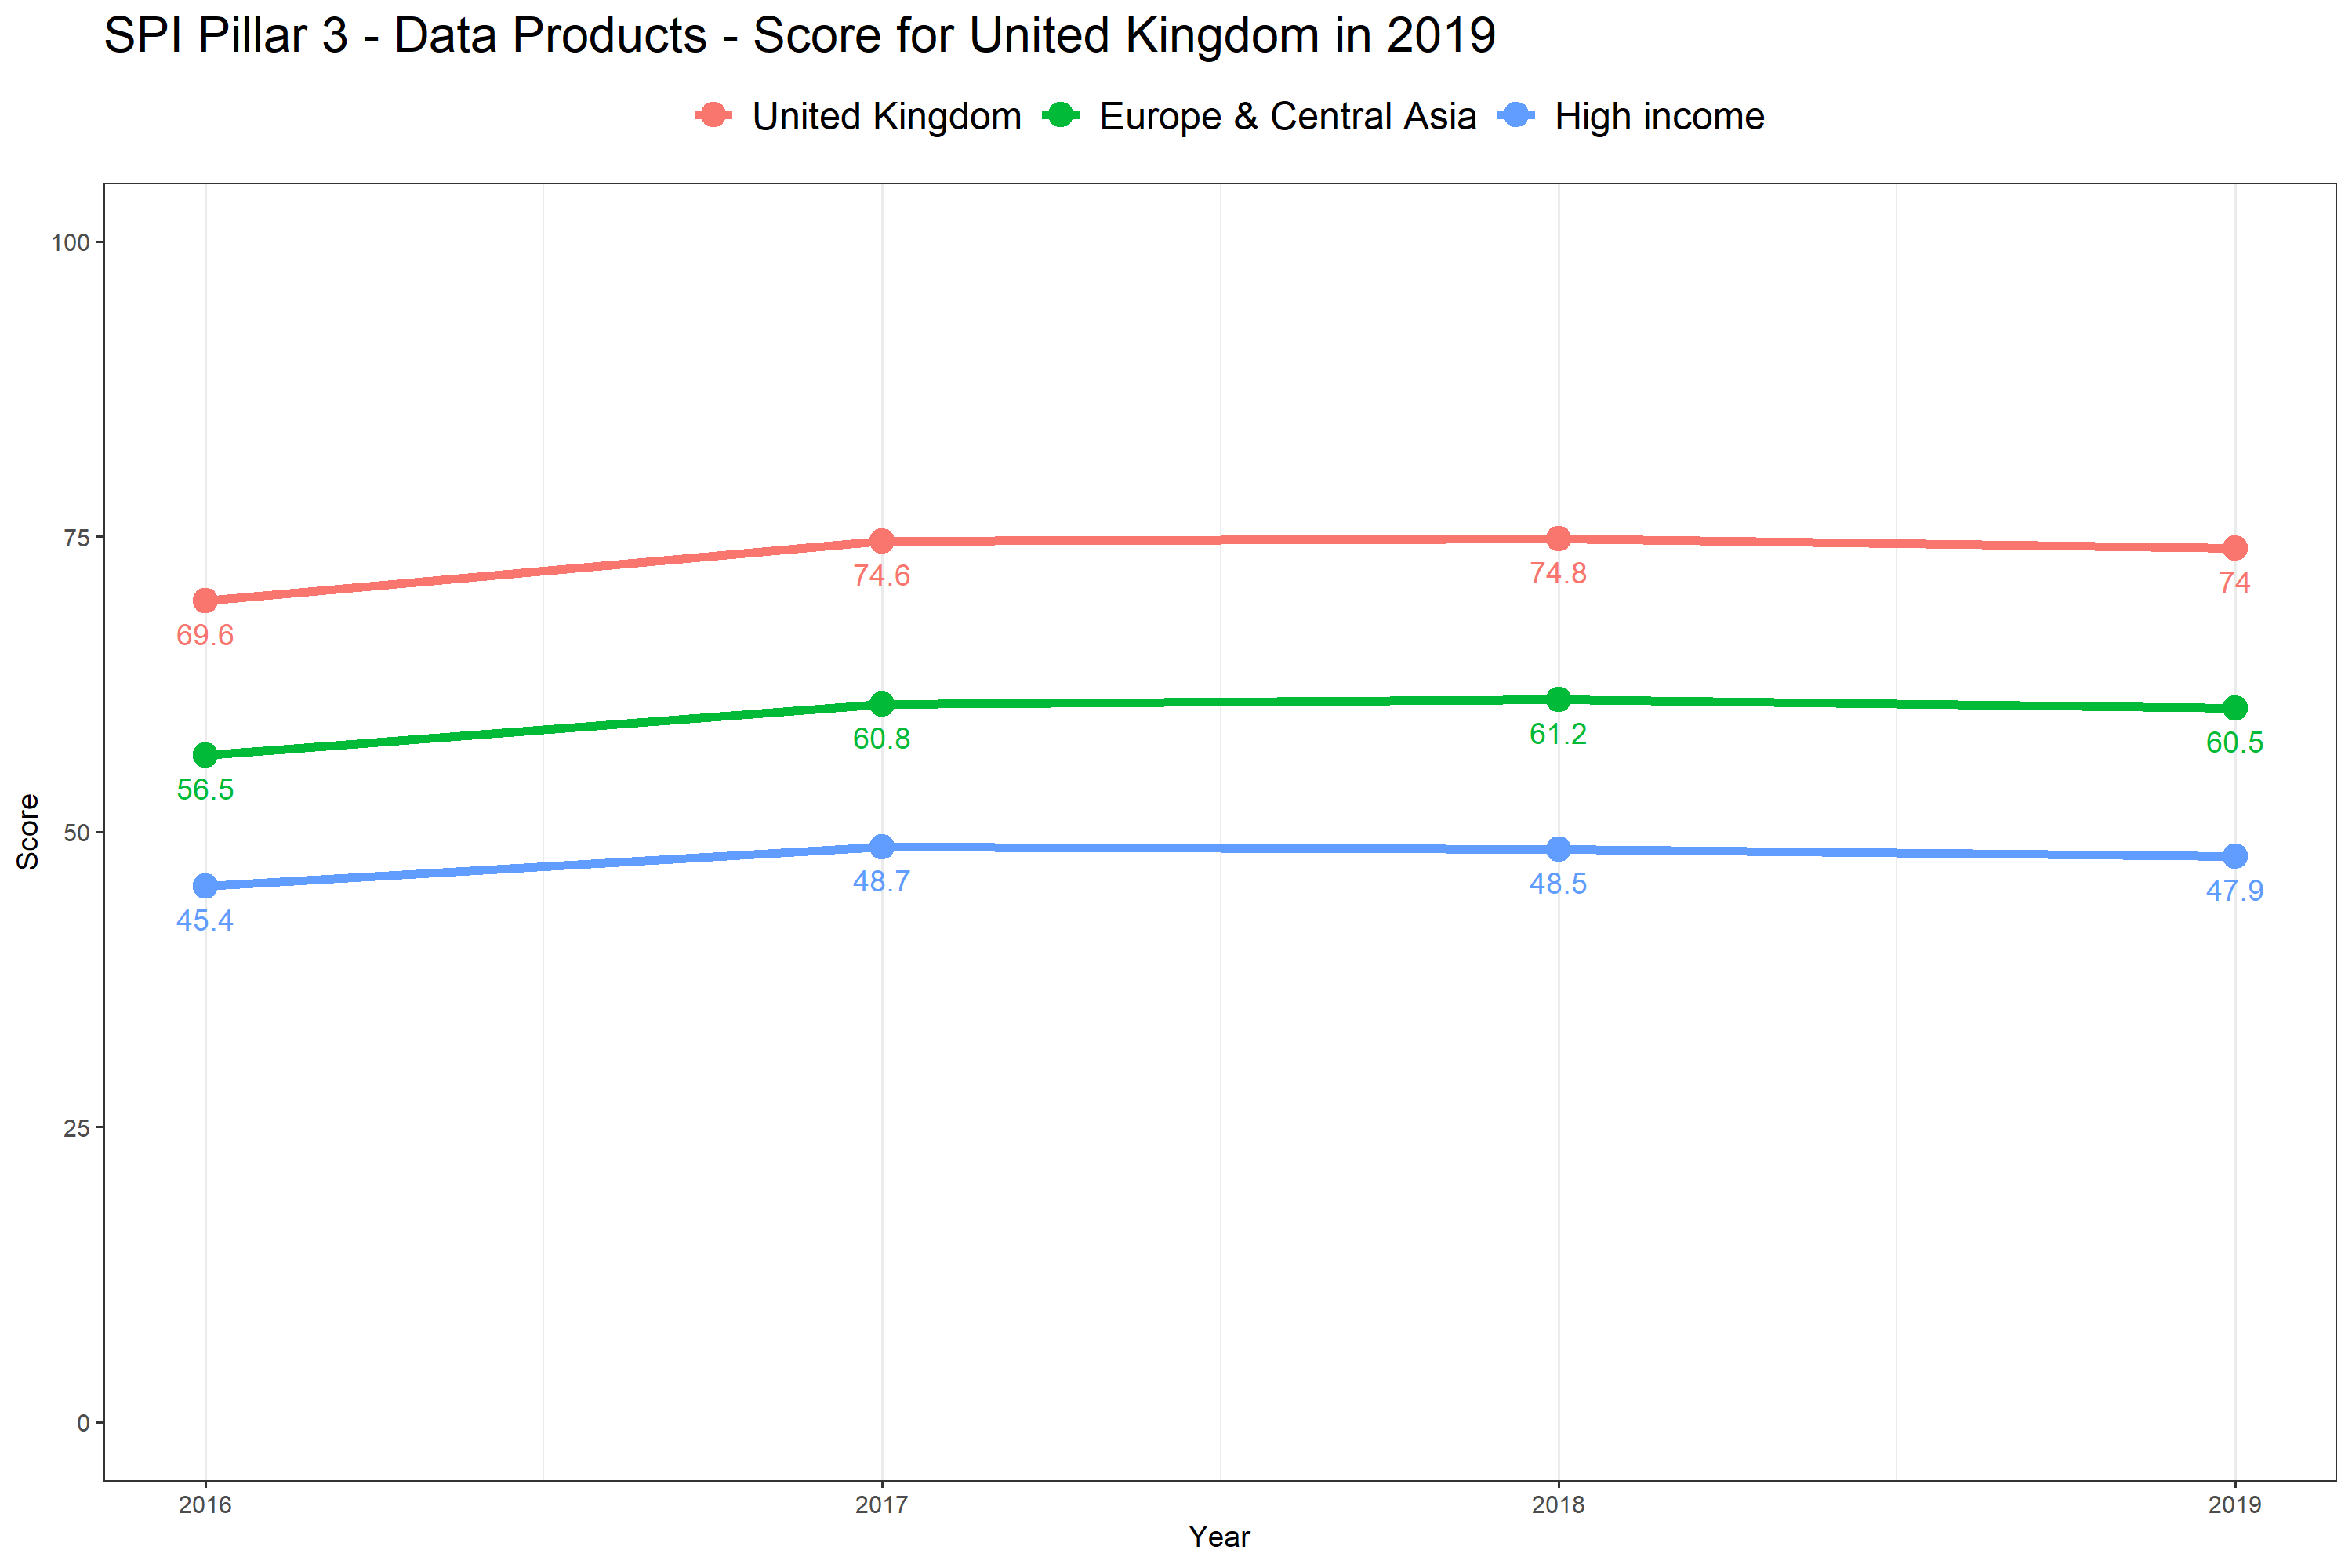 SPI Pillar 3 - Data Products - Score for United Kingdom in 2019
United Kingdom Europe & Central Asia High income
100
75
50
25
0
Score
69.6 74.6 74.8 74
56.5 60.8 61.2 60.5
45.4 48.7 48.5 47.9
2016 2017 2018 2019
Year